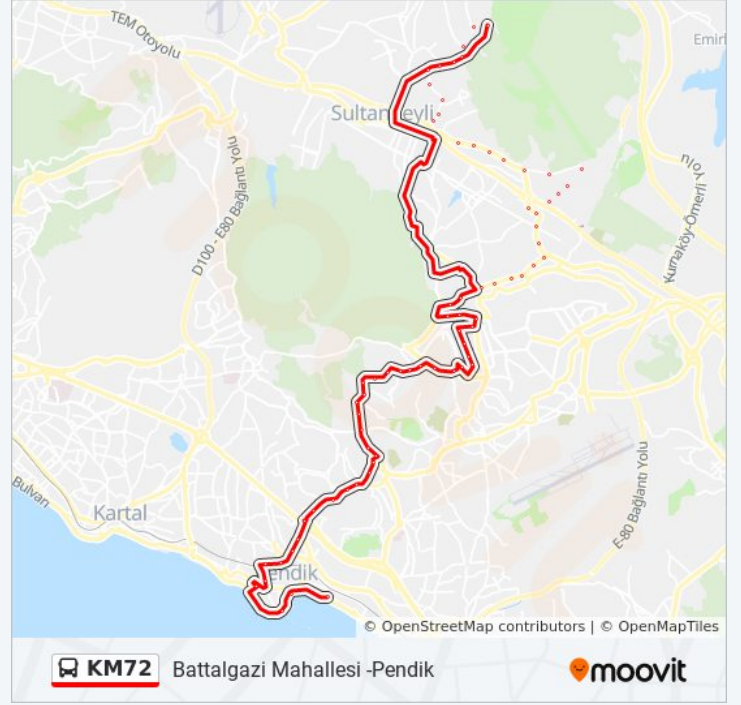 TEM Otoyolu
Sultanbeyli
D100 - E80 Bağlantı Yolu
Kurnaköy-Ömerli Yolu
E-80 Bağlantı Yolu
Bulvarı
Kartal
Pendik
© OpenStreetMap contributors | © OpenMapTiles
KM72 Battalgazi Mahallesi -Pendik
moovit